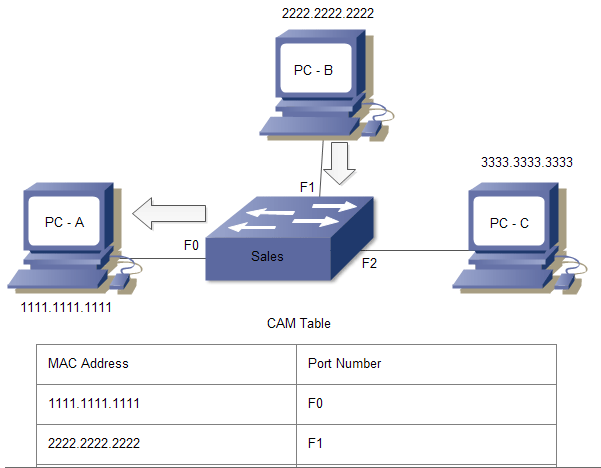 2222.2222.2222
PC - B
3333.3333.3333
F1
PC - A
PC - C
F0
Sales
F2
1111.1111.1111
CAM Table
MAC Address Port Number
1111.1111.1111 F0
2222.2222.2222 F1